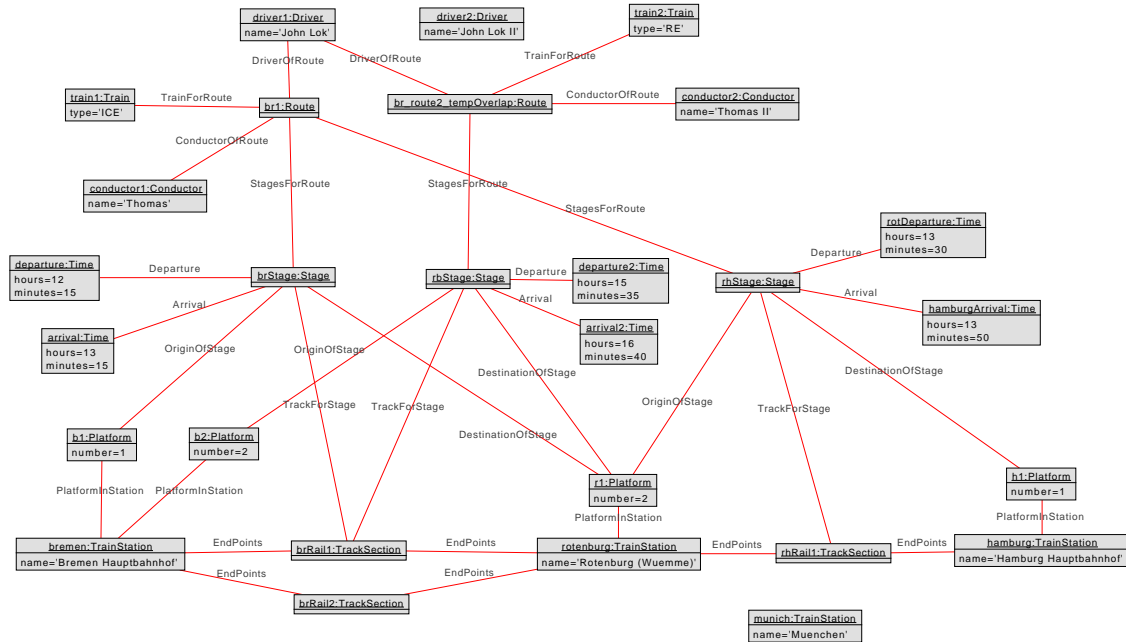 driver1:Driver
name='John Lok'
driver2:Driver
name='John Lok II'
train2:Train
type='RE'
DriverOfRoute
DriverOfRoute
TrainForRoute
train1:Train
type='ICE'
TrainForRoute
br1:Route
br_route2_tempOverlap:Route
ConductorOfRoute
conductor2:Conductor
name='Thomas II'
ConductorOfRoute
conductor1:Conductor
name='Thomas'
StagesForRoute
StagesForRoute
StagesForRoute
rotDeparture:Time
hours=13
minutes=30
departure:Time
hours=12
minutes=15
Departure
brStage:Stage
rbStage:Stage
Departure
departure2:Time
hours=15
minutes=35
rhStage:Stage
Departure
Arrival
hamburgArrival:Time
hours=13
minutes=50
Arrival
arrival:Time
hours=13
minutes=15
Arrival
arrival2:Time
hours=16
minutes=40
OriginOfStage
OriginOfStage
DestinationOfStage
DestinationOfStage
TrackForStage
TrackForStage
OriginOfStage
TrackForStage
b1:Platform
number=1
b2:Platform
number=2
DestinationOfStage
r1:Platform
number=2
h1:Platform
number=1
PlatformInStation
PlatformInStation
PlatformInStation
PlatformInStation
bremen:TrainStation
name='Bremen Hauptbahnhof'
EndPoints
brRail1:TrackSection
EndPoints
rotenburg:TrainStation
name='Rotenburg (Wuemme)'
EndPoints
rhRail1:TrackSection
EndPoints
hamburg:TrainStation
name='Hamburg Hauptbahnhof'
EndPoints
brRail2:TrackSection
EndPoints
munich:TrainStation
name='Muenchen'